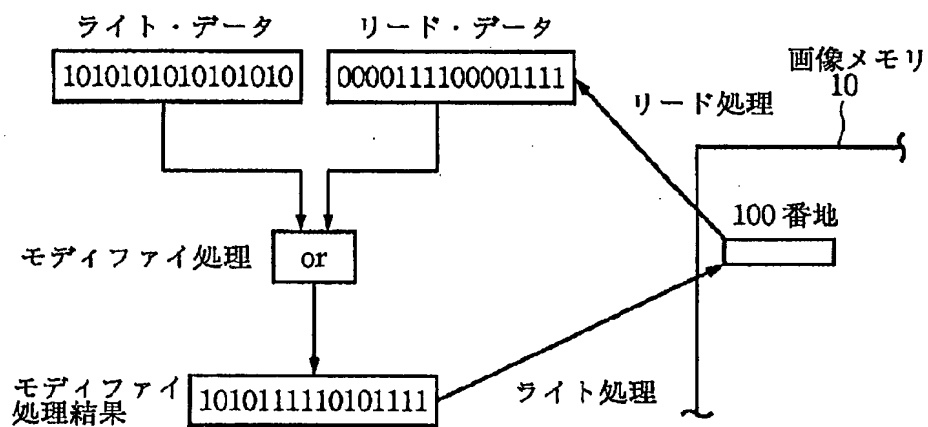 ライト・データ
リード・データ
1010101010101010
0000111100001111
画像メモリ
10
リード処理
100番地
モディファイ処理
or
モディファイ
処理結果
1010111110101111
ライト処理